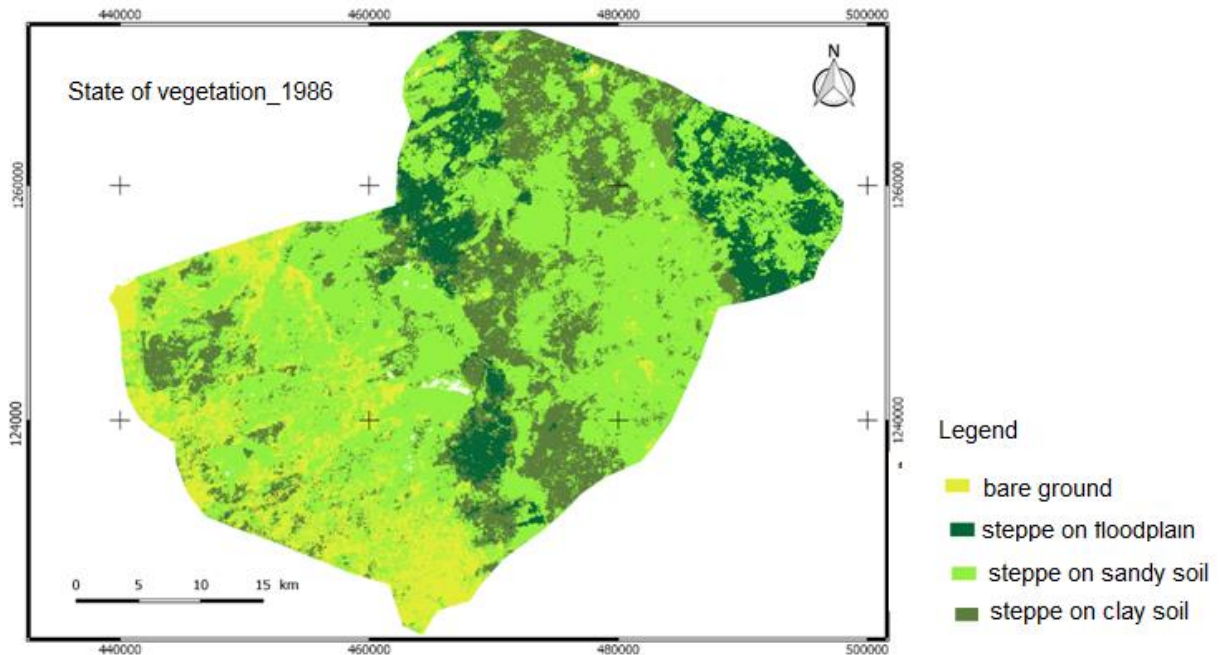 440000 460000 480000 500000
State of vegetation_1986
N
1260000 1260000
1240000 1240000
Legend
bare ground
steppe on floodplain
steppe on sandy soil
steppe on clay soil
0 5 10 15 km
440000 460000 480000 500000